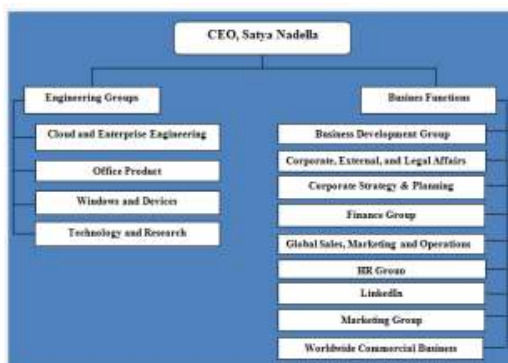 CEO, Satya Nadella
Engineering Groups
Cloud and Enterprise Engineering
Office Product
Windows and Devices
Technology and Research
Busines Functions
Business Development Group
Corporate, External, and Legal Affairs
Corporate Strategy & Planning
Finance Group
Global Sales, Marketing and Operations
HR Group
LinkedIn
Marketing Group
Worldwide Commercial Business